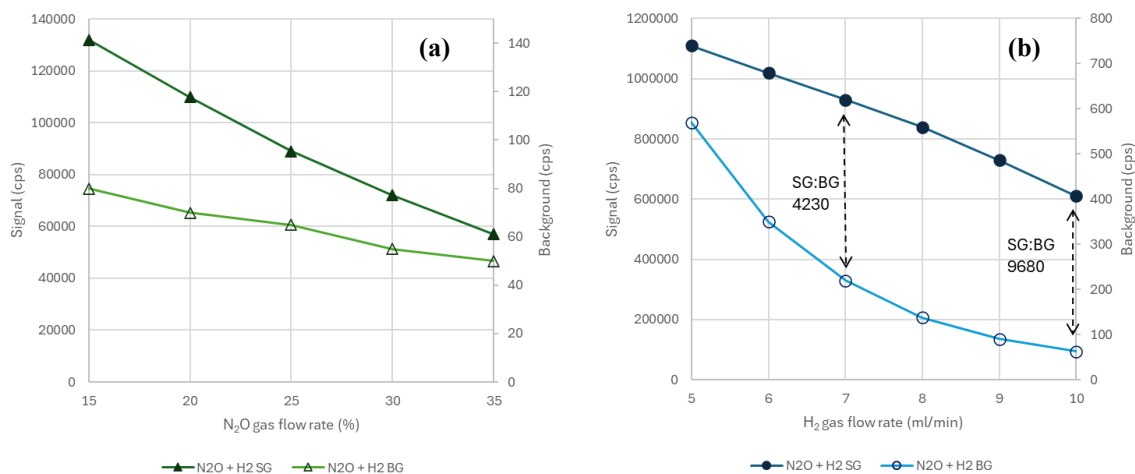 (a)
140000
120000
100000
80000
60000
40000
20000
0
Signal (cps)
140
120
100
80
60
40
20
0
Background (cps)
15 20 25 30 35
N₂O gas flow rate (%)
N2O + H2 SG N2O + H2 BG
(b)
1200000
1000000
800000
600000
400000
200000
0
Signal (cps)
800
700
600
500
400
300
200
100
0
Background (cps)
SG:BG
4230
SG:BG
9680
5 6 7 8 9 10
H₂ gas flow rate (ml/min)
N2O + H2 SG N2O + H2 BG